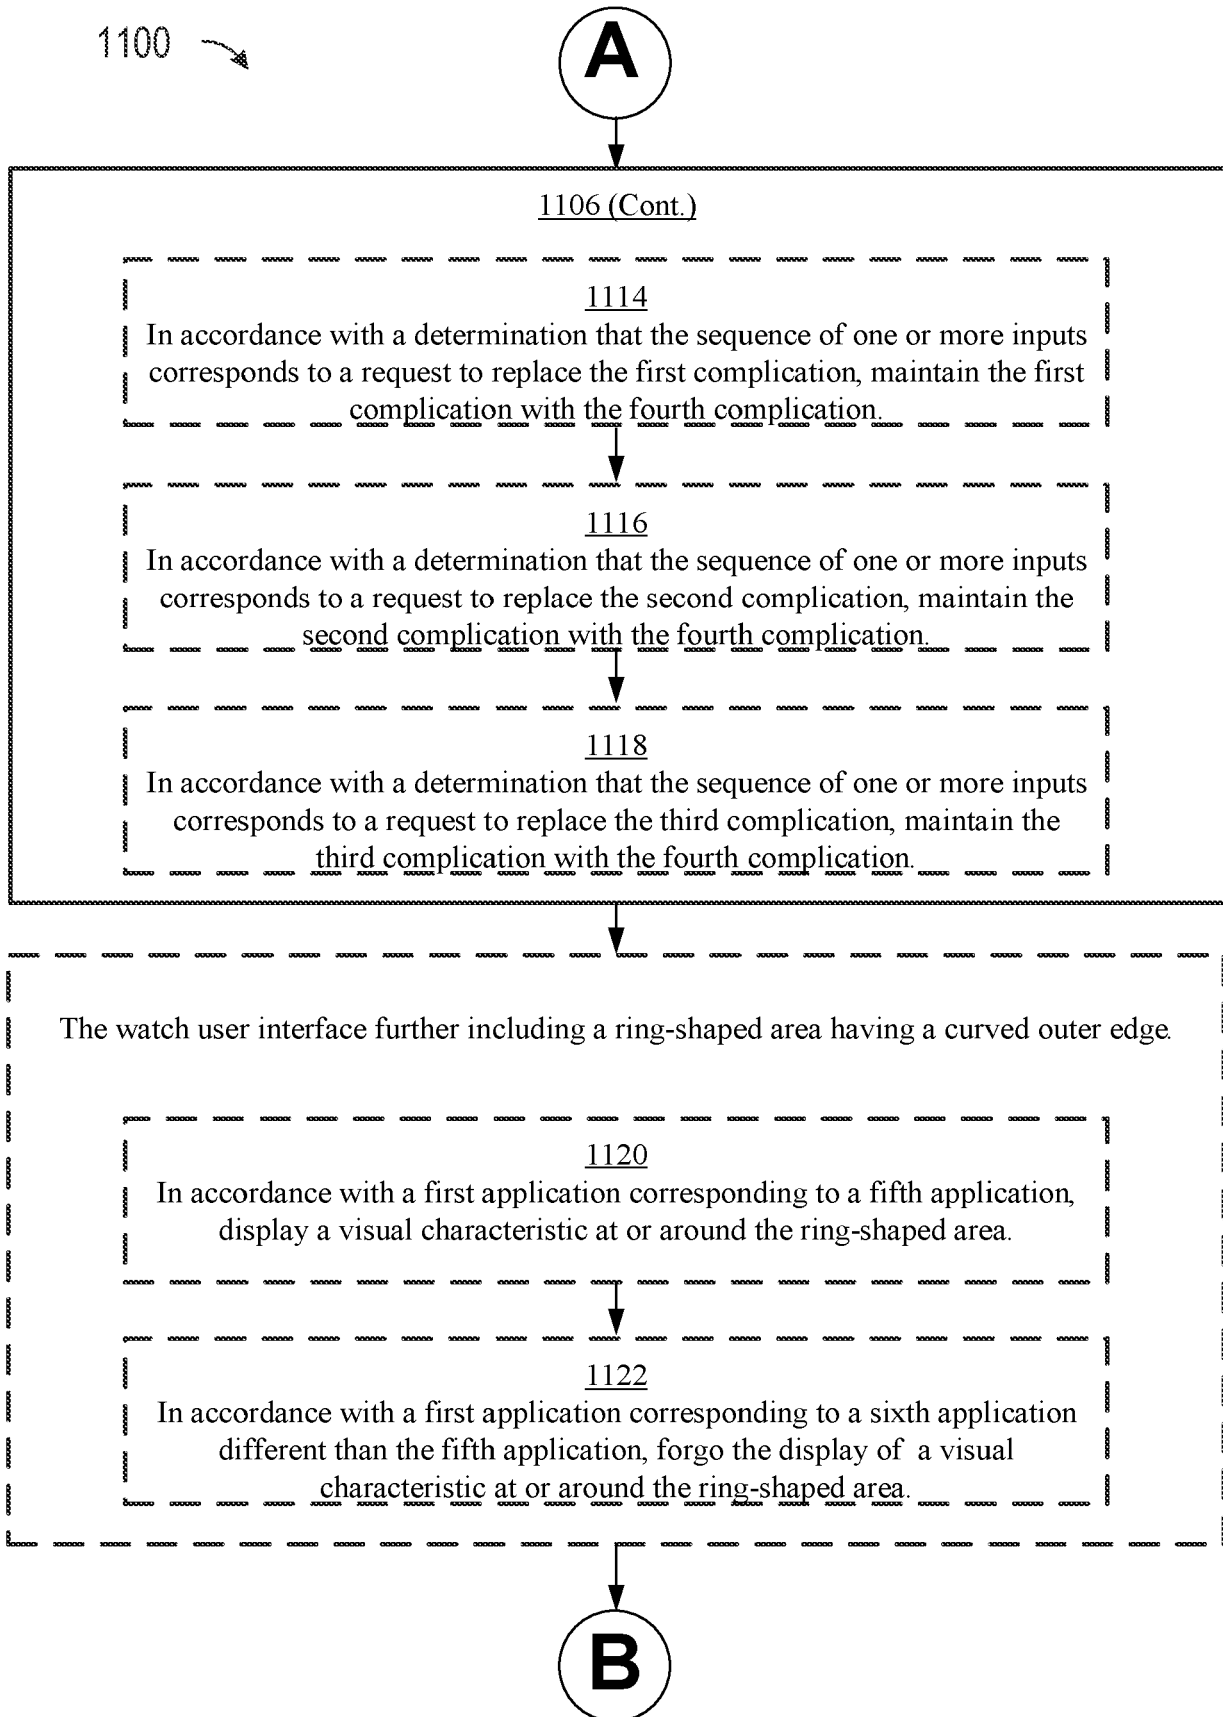 1100
A
1106 (Cont.)
1114
In accordance with a determination that the sequence of one or more inputs
corresponds to a request to replace the first complication, maintain the first
complication with the fourth complication.
1116
In accordance with a determination that the sequence of one or more inputs
corresponds to a request to replace the second complication, maintain the
second complication with the fourth complication.
1118
In accordance with a determination that the sequence of one or more inputs
corresponds to a request to replace the third complication, maintain the
third complication with the fourth complication.
The watch user interface further including a ring-shaped area having a curved outer edge.
1120
In accordance with a first application corresponding to a fifth application,
display a visual characteristic at or around the ring-shaped area.
1122
In accordance with a first application corresponding to a sixth application
different than the fifth application, forgo the display of a visual
characteristic at or around the ring-shaped area.
B